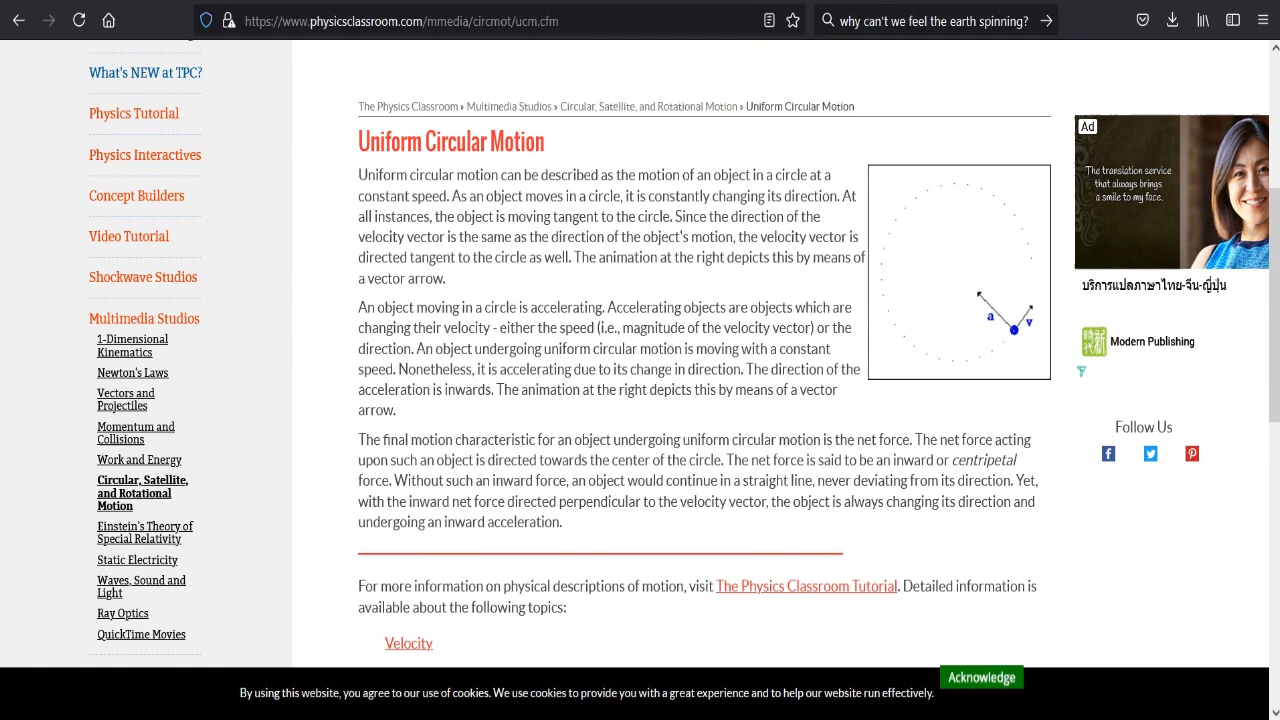 https://www.physicsclassroom.com/mmedia/circmot/ucm.cfm
why can't we feel the earth spinning?
What's NEW at TPC?
Physics Tutorial
Physics Interactives
Concept Builders
Video Tutorial
Shockwave Studios
Multimedia Studios
1-Dimensional
Kinematics
Newton's Laws
Vectors and
Projectiles
Momentum and
Collisions
Work and Energy
Circular, Satellite,
and Rotational
Motion
Einstein's Theory of
Special Relativity
Static Electricity
Waves, Sound and
Light
Ray Optics
QuickTime Movies
The Physics Classroom » Multimedia Studios » Circular, Satellite, and Rotational Motion » Uniform Circular Motion
Uniform Circular Motion
Uniform circular motion can be described as the motion of an object in a circle at a
constant speed. As an object moves in a circle, it is constantly changing its direction. At
all instances, the object is moving tangent to the circle. Since the direction of the
velocity vector is the same as the direction of the object's motion, the velocity vector is
directed tangent to the circle as well. The animation at the right depicts this by means of
a vector arrow.
An object moving in a circle is accelerating. Accelerating objects are objects which are
changing their velocity - either the speed (i.e., magnitude of the velocity vector) or the
direction. An object undergoing uniform circular motion is moving with a constant
speed. Nonetheless, it is accelerating due to its change in direction. The direction of the
acceleration is inwards. The animation at the right depicts this by means of a vector
arrow.
a
v
The final motion characteristic for an object undergoing uniform circular motion is the net force. The net force acting
upon such an object is directed towards the center of the circle. The net force is said to be an inward or centripetal
force. Without such an inward force, an object would continue in a straight line, never deviating from its direction. Yet,
with the inward net force directed perpendicular to the velocity vector, the object is always changing its direction and
undergoing an inward acceleration.
For more information on physical descriptions of motion, visit The Physics Classroom Tutorial. Detailed information is
available about the following topics:
Velocity
Ad
The translation service
that always brings
a smile to my face.
บริการแปลภาษาไทย-จีน-ญี่ปุ่น
Modern Publishing
Follow Us
By using this website, you agree to our use of cookies. We use cookies to provide you with a great experience and to help our website run effectively.
Acknowledge